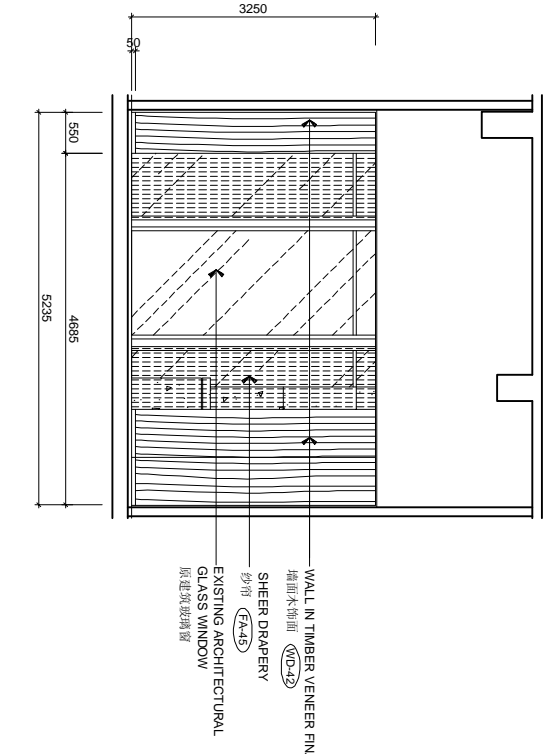 3250
50
550
4685
5235
WALL IN TIMBER VENEER FIN.
墙面木饰面 WD-42
SHEER DRAPERY
纱帘 FA-45
EXISTING ARCHITECTURAL
GLASS WINDOW
原建筑玻璃窗